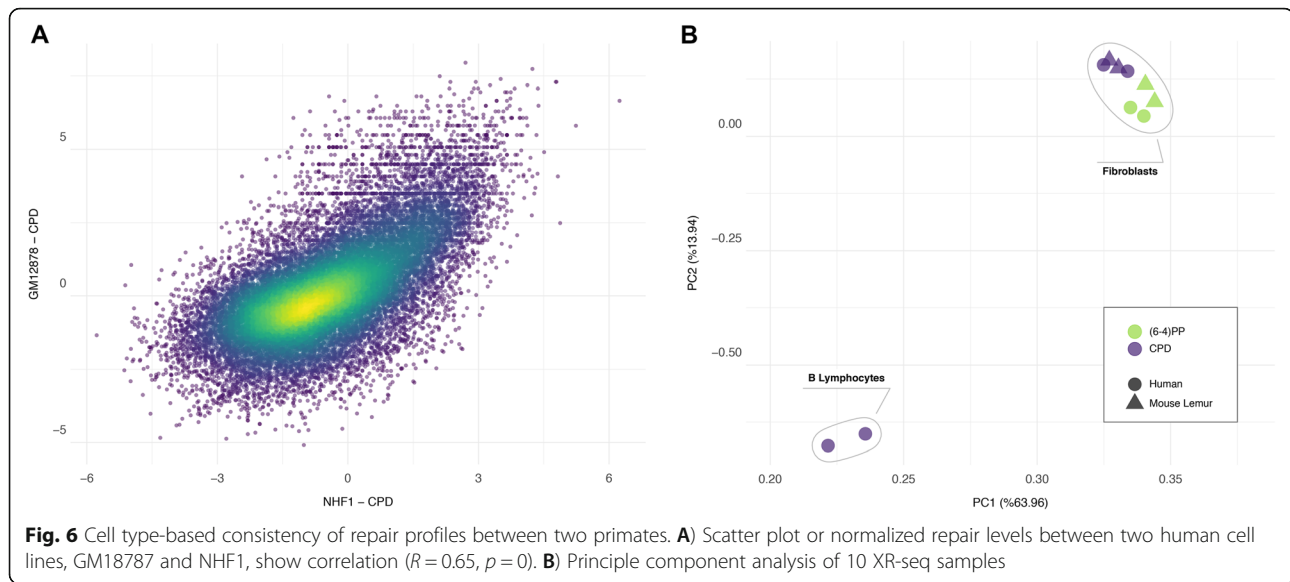 A
5
0
−5
GM12878 – CPD
−6
−3
0
3
6
NHF1 – CPD
B
0.00
−0.25
−0.50
PC2 (%13.94)
Fibroblasts
B Lymphocytes
(6-4)PP
CPD
Human
Mouse Lemur
0.20
0.25
0.30
0.35
PC1 (%63.96)
Fig. 6 Cell type-based consistency of repair profiles between two primates. A) Scatter plot or normalized repair levels between two human cell
lines, GM18787 and NHF1, show correlation (R = 0.65, p = 0). B) Principle component analysis of 10 XR-seq samples